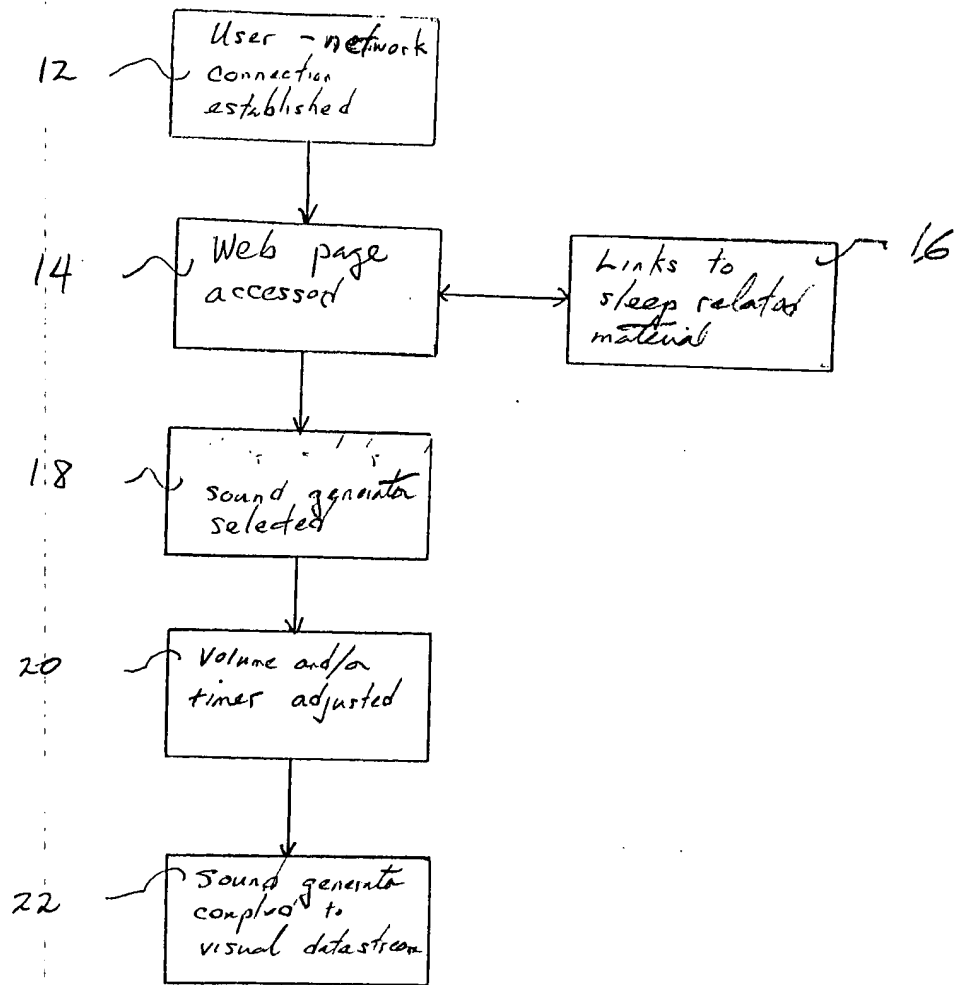 12
User - network
connection
established
14
Web page
accessed
16
Links to
sleep related
material
18
sound generator
selected
20
Volume and/or
timer adjusted
22
Sound generator
coupled to
visual datastream